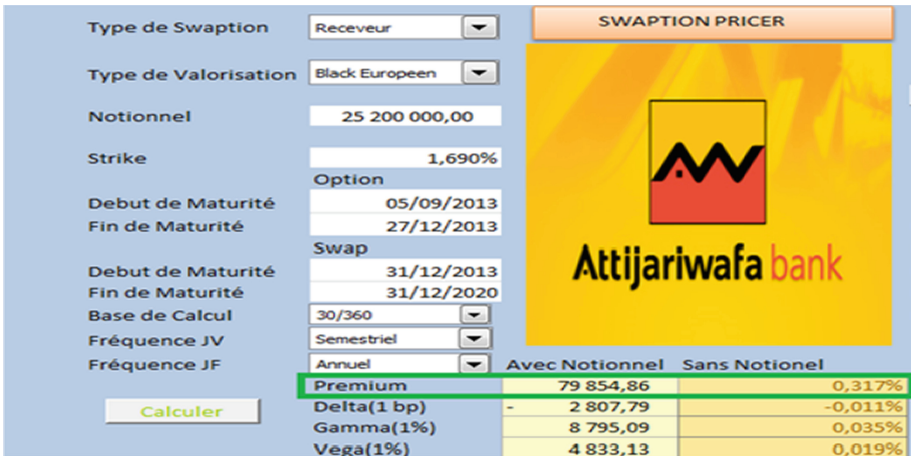 Type de Swaption Receveur SWAPTION PRICER
Type de Valorisation Black Europeen
Notionnel 25 200 000,00
Strike 1,690%
Option
Debut de Maturité 05/09/2013
Fin de Maturité 27/12/2013
Swap
Attijariwafa bank
Debut de Maturité 31/12/2013
Fin de Maturité 31/12/2020
Base de Calcul 30/360
Fréquence JV Semestriel
Fréquence JF Annuel Avec Notionnel Sans Notionel
Premium 79 854,86 0,317%
Calculer Delta(1 bp) - 2 807,79 -0,011%
Gamma(1%) 8 795,09 0,035%
Vega(1%) 4 833,13 0,019%